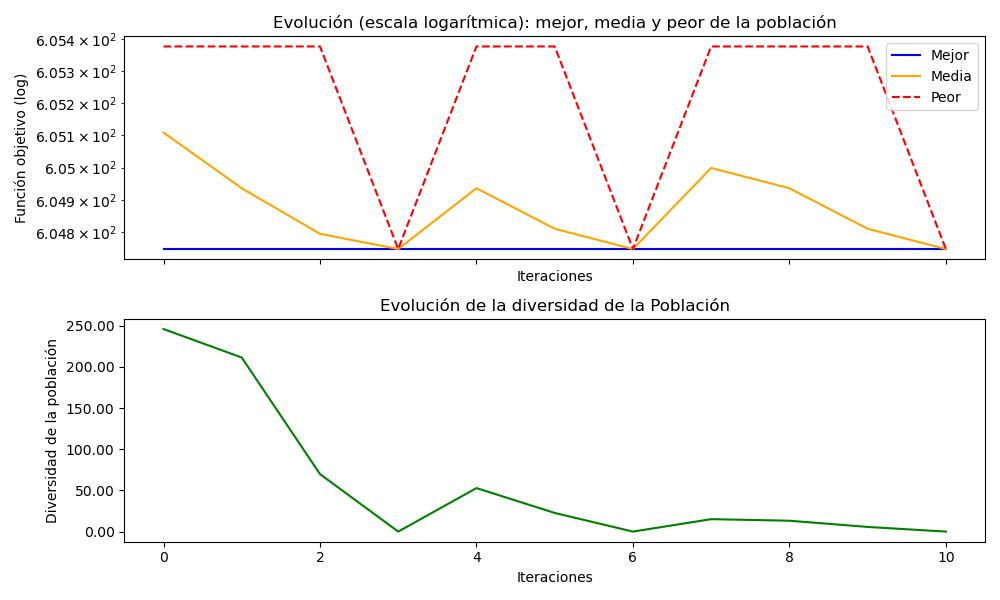 Evolución (escala logarítmica): mejor, media y peor de la población
Función objetivo (log)
6.054 × 10²
6.053 × 10²
6.052 × 10²
6.051 × 10²
6.05 × 10²
6.049 × 10²
6.048 × 10²
Mejor
Media
Peor
Iteraciones
Evolución de la diversidad de la Población
Diversidad de la población
250.00
200.00
150.00
100.00
50.00
0.00
0 2 4 6 8 10
Iteraciones